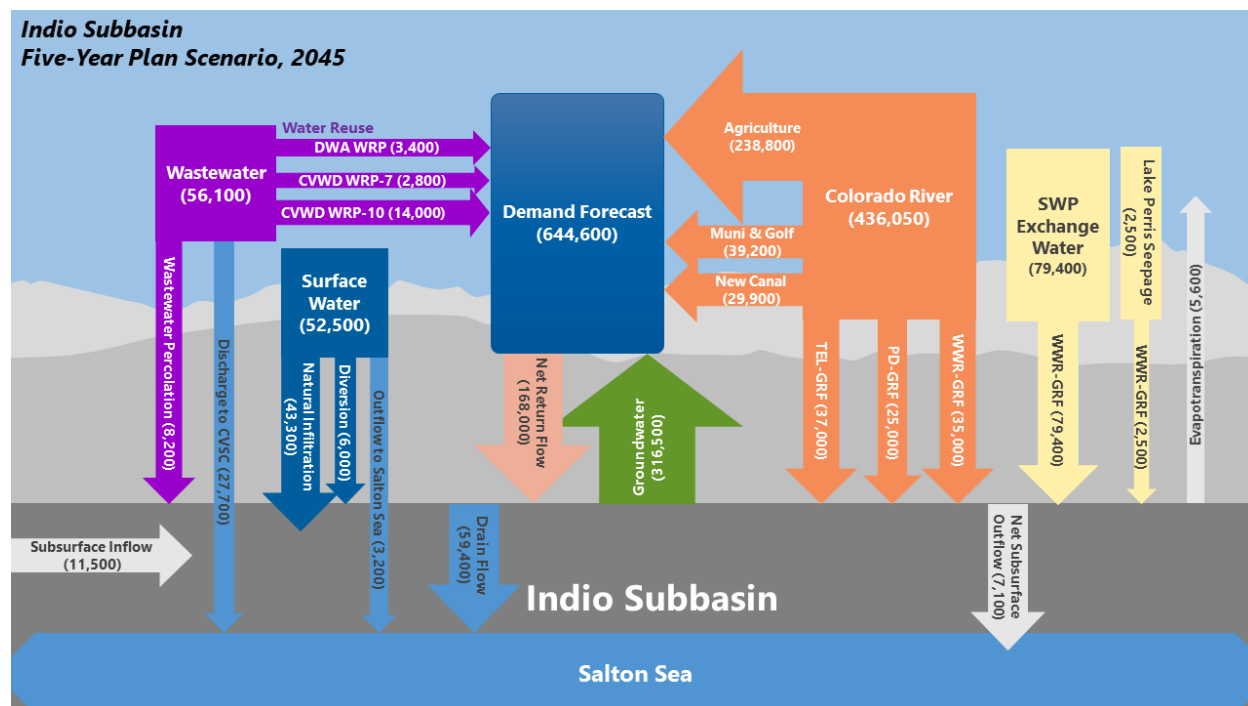 Indio Subbasin
Five-Year Plan Scenario, 2045
Water Reuse
DWA WRP (3,400)
Wastewater
(56,100)
CVWD WRP-7 (2,800)
CVWD WRP-10 (14,000)
Wastewater Percolation (8,200)
Discharge to CVSC (27,700)
Surface
Water
(52,500)
Natural Infiltration
(43,300)
Diversion (6,000)
Outflow to Salton Sea (3,200)
Demand Forecast
(644,600)
Net Return Flow
(168,000)
Groundwater
(316,500)
Agriculture
(238,800)
Colorado River
(436,050)
Muni & Golf
(39,200)
New Canal
(29,900)
TEL-GRF (37,000)
PD-GRF (25,000)
WWR-GRF (35,000)
SWP
Exchange
Water
(79,400)
WWR-GRF (79,400)
Lake Perris Seepage
(2,500)
WWR-GRF (2,500)
Evapotranspiration (5,600)
Subsurface Inflow
(11,500)
Drain Flow
(59,400)
Net Subsurface
Outflow (7,100)
Indio Subbasin
Salton Sea